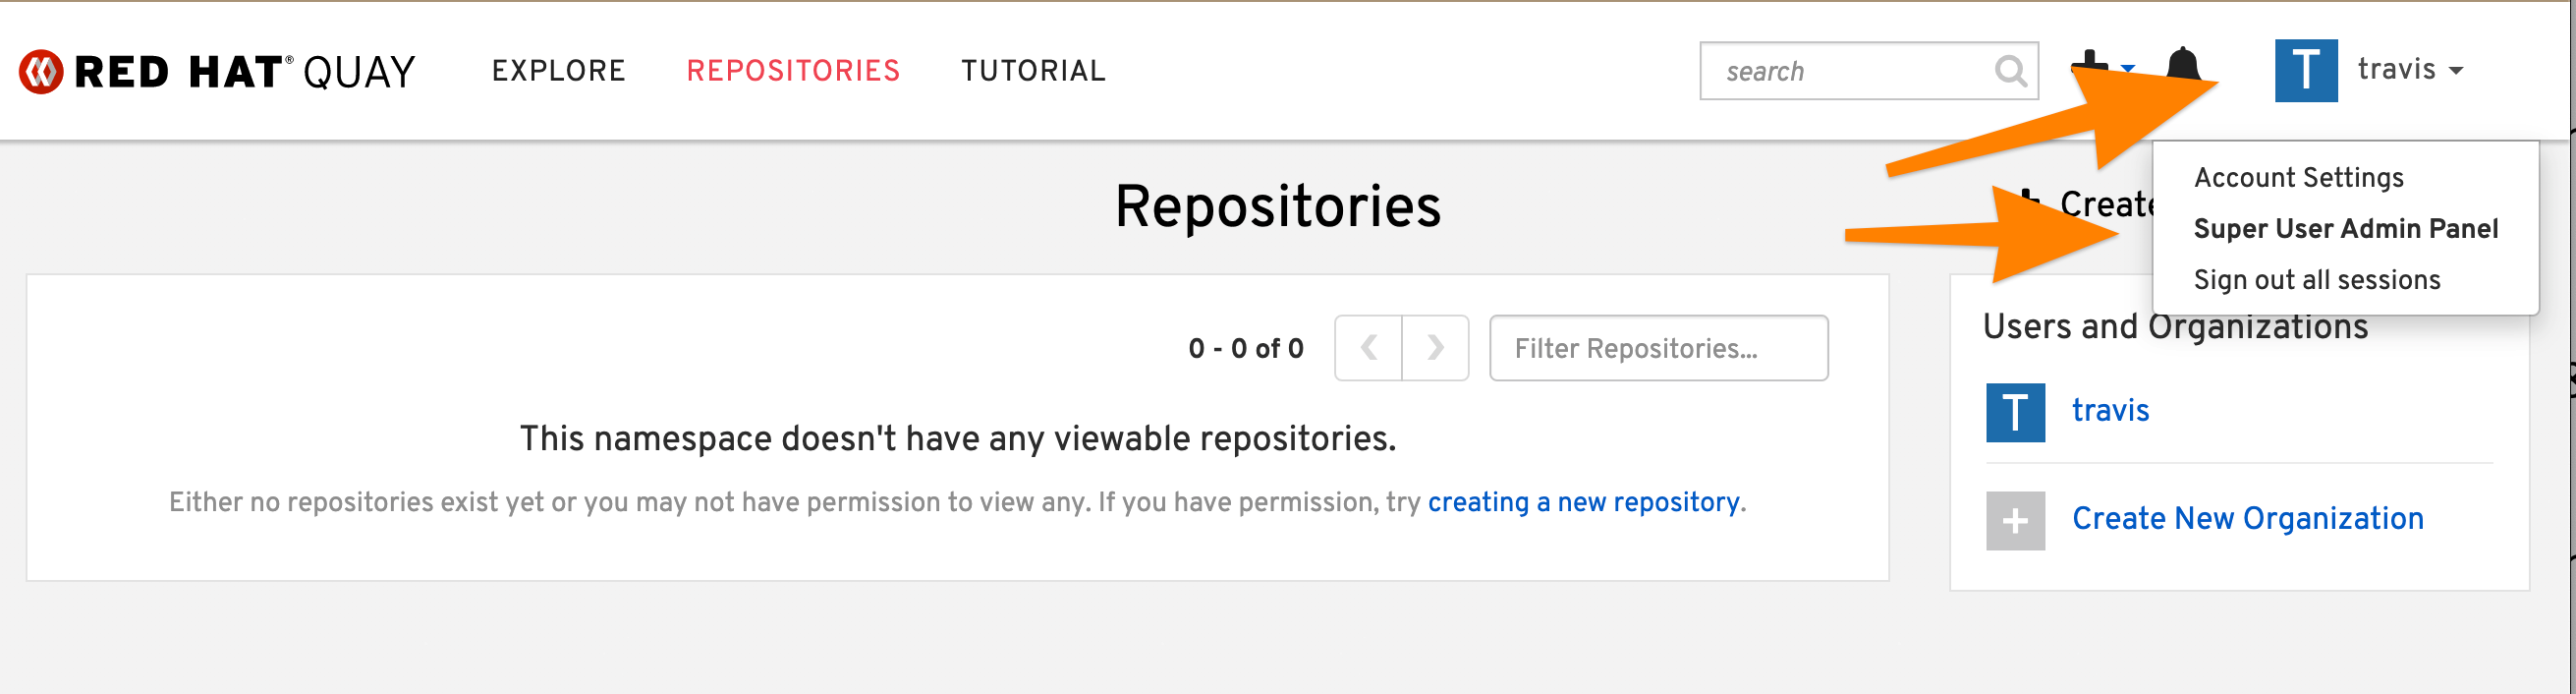 RED HAT® QUAY EXPLORE REPOSITORIES TUTORIAL search T travis
Account Settings
Super User Admin Panel
Sign out all sessions
Repositories
0 - 0 of 0 Filter Repositories...
This namespace doesn't have any viewable repositories.
Either no repositories exist yet or you may not have permission to view any. If you have permission, try creating a new repository.
Users and Organizations
T travis
Create New Organization